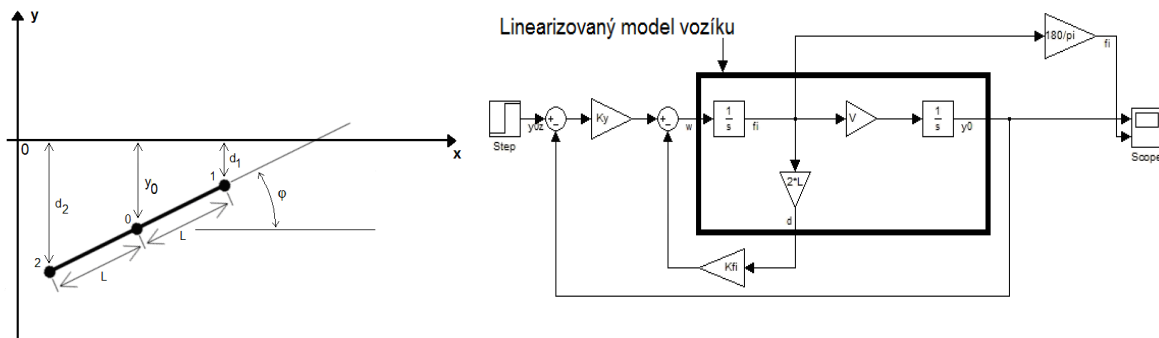 y
0
x
d2
y0
d1
1
0
φ
2
L
L
Linearizovaný model vozíku
180/pi
fi
Step
y0z
+
-
Ky
+
-
w
1
s
fi
V
1
s
y0
Scope
2*L
d
Kfi